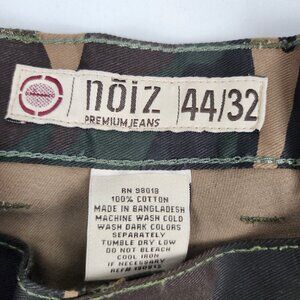 nōiz
PREMIUM JEANS
44/32
RN 98018
100% COTTON
MADE IN BANGLADESH
MACHINE WASH COLD
WASH DARK COLORS
SEPARATELY
TUMBLE DRY LOW
DO NOT BLEACH
COOL IRON
IF NECESSARY